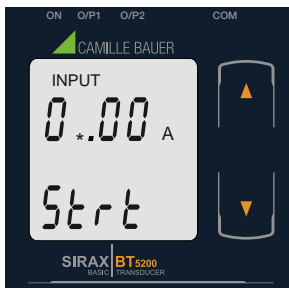 ON O/P1 O/P2 COM
CAMILLE BAUER
INPUT
0.*.00 A
Strt
SIRAX BT5200
BASIC TRANSDUCER